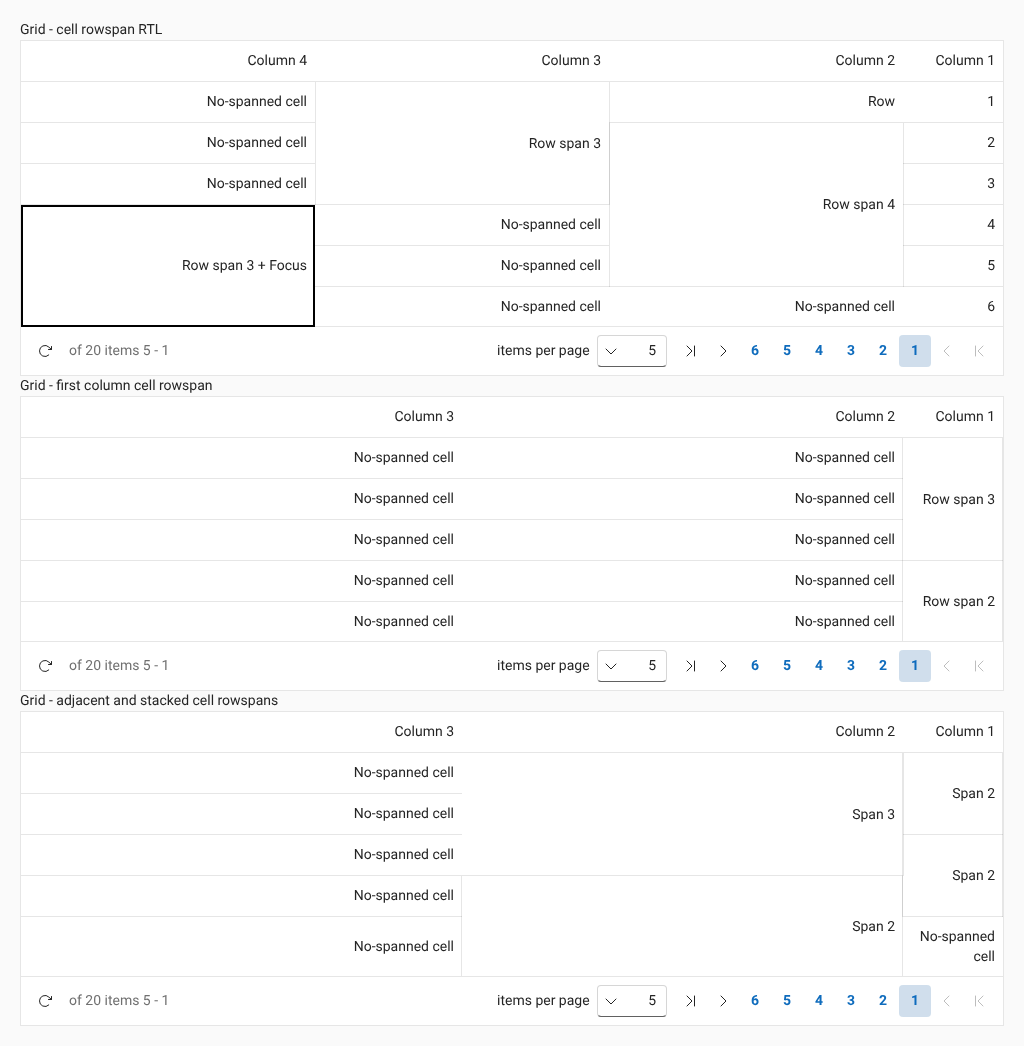 Grid - cell rowspan RTL
Column 4 Column 3 Column 2 Column 1
No-spanned cell Row span 3 Row 1
No-spanned cell Row span 4 2
No-spanned cell 3
Row span 3 + Focus No-spanned cell 4
No-spanned cell 5
No-spanned cell No-spanned cell 6
of 20 items 5 - 1 items per page 5 6 5 4 3 2 1
Grid - first column cell rowspan
Column 3 Column 2 Column 1
No-spanned cell No-spanned cell Row span 3
No-spanned cell No-spanned cell
No-spanned cell No-spanned cell
No-spanned cell No-spanned cell Row span 2
No-spanned cell No-spanned cell
of 20 items 5 - 1 items per page 5 6 5 4 3 2 1
Grid - adjacent and stacked cell rowspans
Column 3 Column 2 Column 1
No-spanned cell Span 3 Span 2
No-spanned cell
No-spanned cell Span 2
No-spanned cell Span 2
No-spanned cell No-spanned
cell
of 20 items 5 - 1 items per page 5 6 5 4 3 2 1